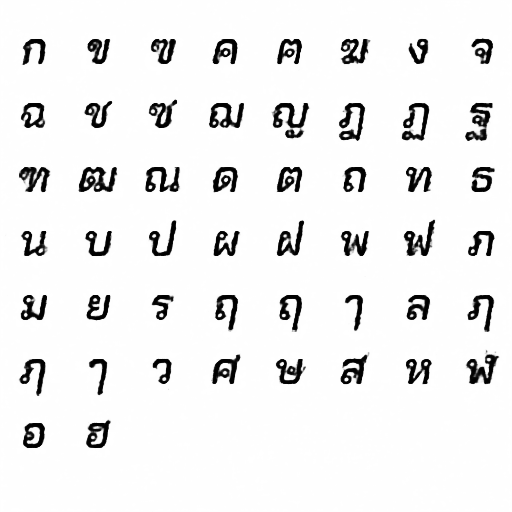 ก ข ฃ ค ฅ ฆ ง จ
ฉ ช ซ ฌ ญ ฎ ฏ ฐ
ฑ ฒ ณ ด ต ถ ท ธ
น บ ป ผ ฝ พ ฟ ภ
ม ย ร ฤ ฤ ๅ ล ฦ
ฦ ๅ ว ศ ษ ส ห ฬ
อ ฮ